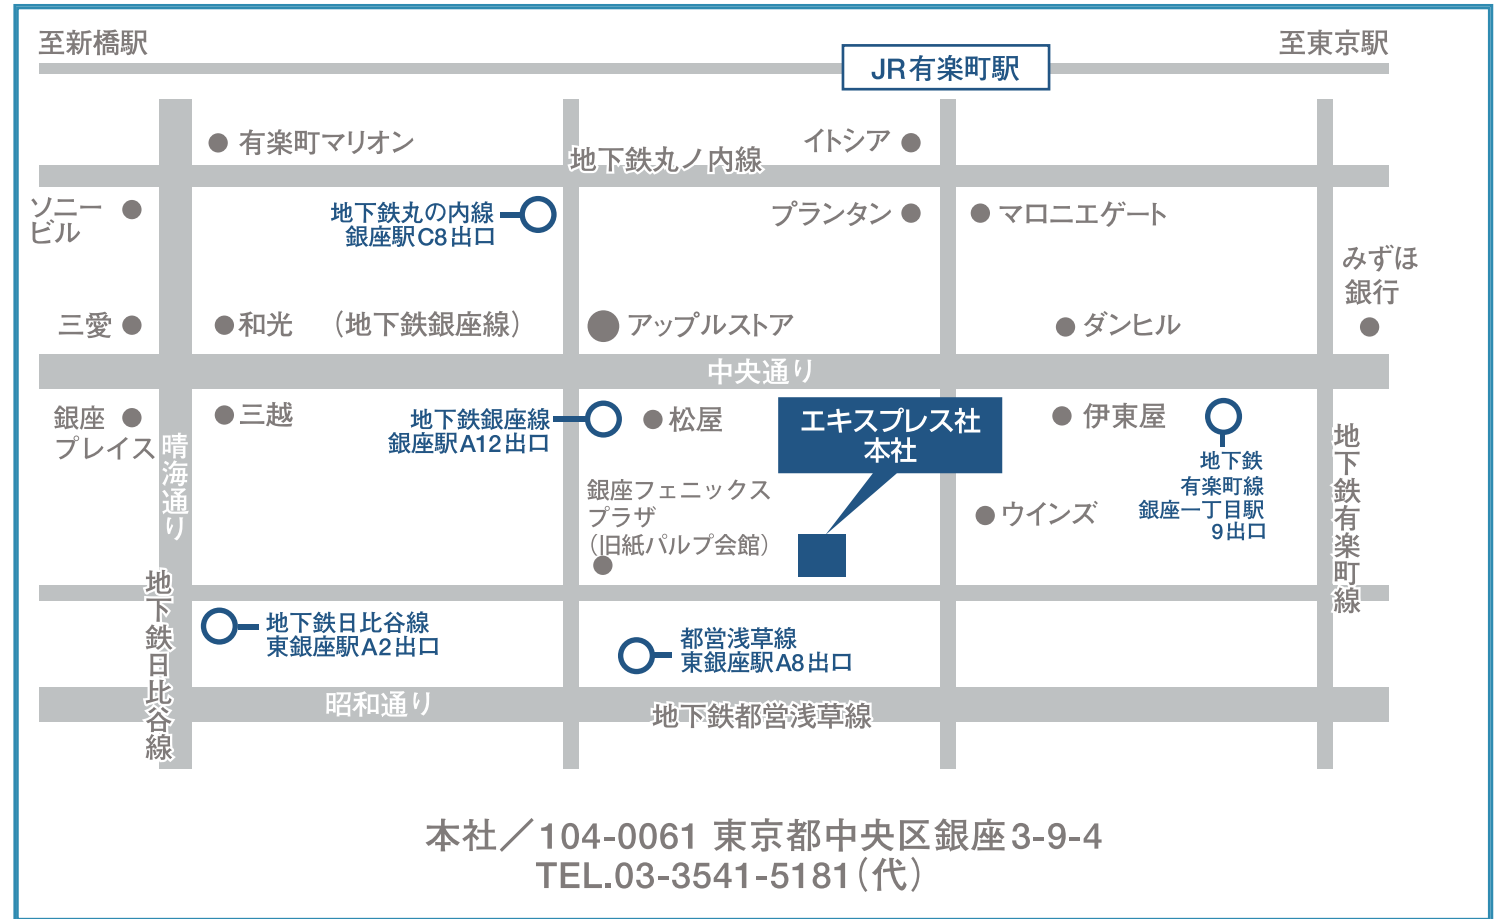 至新橋駅
至東京駅
JR有楽町駅
有楽町マリオン
イトシア
地下鉄丸ノ内線
ソニー
ビル
地下鉄丸の内線
銀座駅C8出口
プランタン
マロニエゲート
みずほ
銀行
三愛
和光
(地下鉄銀座線)
アップルストア
ダンヒル
中央通り
銀座
プレイス
三越
地下鉄銀座線
銀座駅A12出口
松屋
エキスプレス社
本社
伊東屋
地下鉄
有楽町線
銀座一丁目駅
9出口
晴海通り
地下鉄有楽町線
銀座フェニックス
プラザ
(旧紙パルプ会館)
ウインズ
地下鉄日比谷線
地下鉄日比谷線
東銀座駅A2出口
都営浅草線
東銀座駅A8出口
昭和通り
地下鉄都営浅草線
本社／104-0061 東京都中央区銀座3-9-4
TEL.03-3541-5181(代)